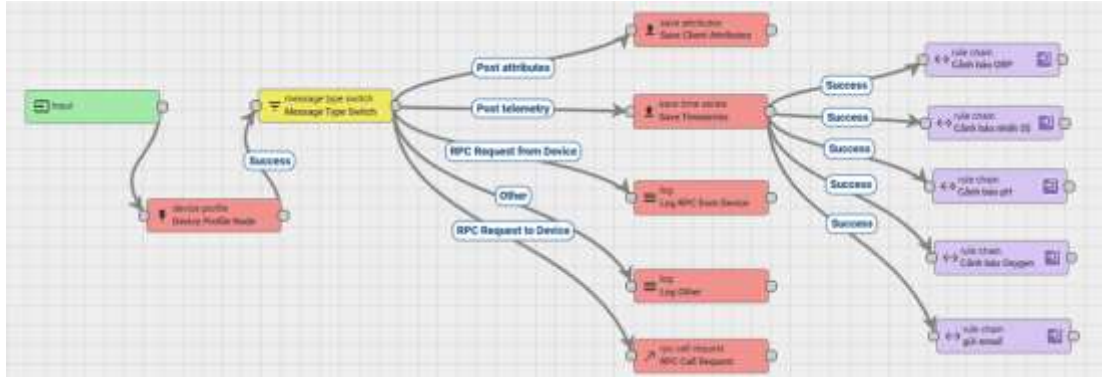 Input
device profile
Device Profile Node
Success
message type switch
Message Type Switch
Post attributes
Post telemetry
RPC Request from Device
Other
RPC Request to Device
save attributes
Save Client Attributes
save time series
Save Timeseries
log
Log RPC from Device
log
Log Other
rpc call request
RPC Call Request
Success
Success
Success
Success
Success
rule chain
Cảnh báo ORP
rule chain
Cảnh báo nhiệt độ
rule chain
Cảnh báo pH
rule chain
Cảnh báo Oxygen
rule chain
gửi email